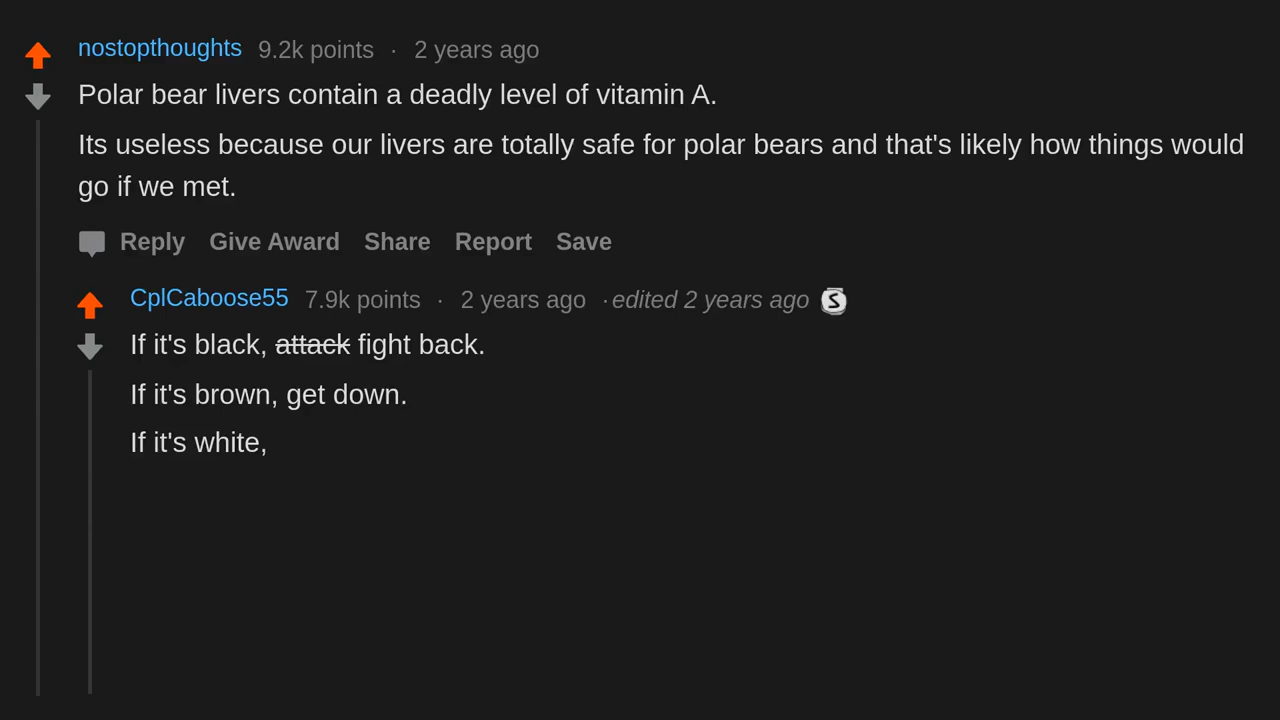 nostopthoughts 9.2k points · 2 years ago
Polar bear livers contain a deadly level of vitamin A.
Its useless because our livers are totally safe for polar bears and that's likely how things would
go if we met.
Reply Give Award Share Report Save
CplCaboose55 7.9k points · 2 years ago ·edited 2 years ago S
If it's black, attack fight back.
If it's brown, get down.
If it's white,